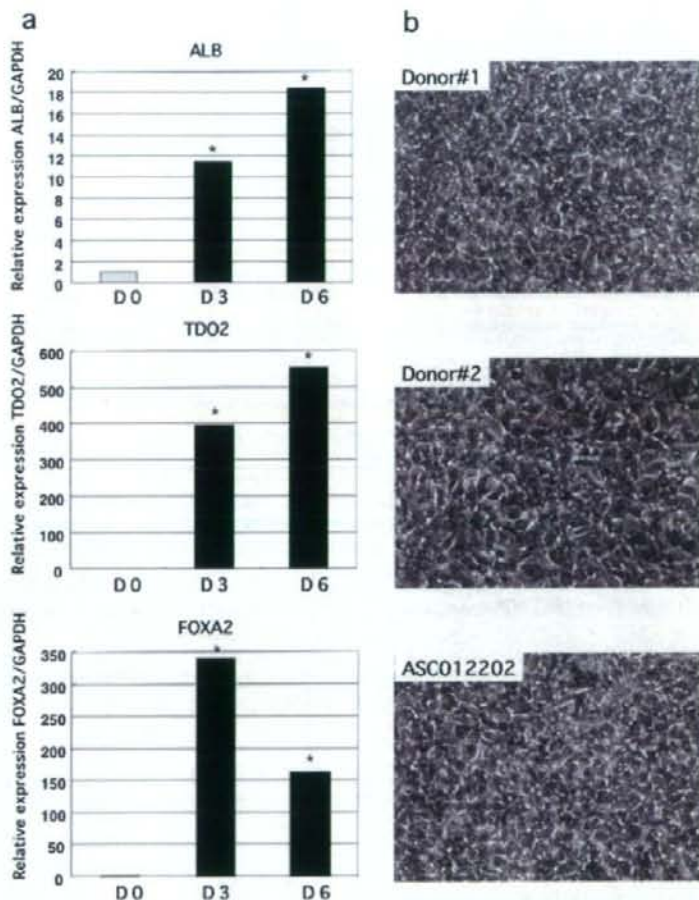 a
ALB
Relative expression ALB/GAPDH
20
18
16
14
12
10
8
6
4
2
0
*
*
D 0
D 3
D 6
TDO2
Relative expression TDO2/GAPDH
600
500
400
300
200
100
0
*
*
D 0
D 3
D 6
FOXA2
Relative expression FOXA2/GAPDH
350
300
250
200
150
100
50
0
*
*
D 0
D 3
D 6
b
Donor#1
Donor#2
ASC012202